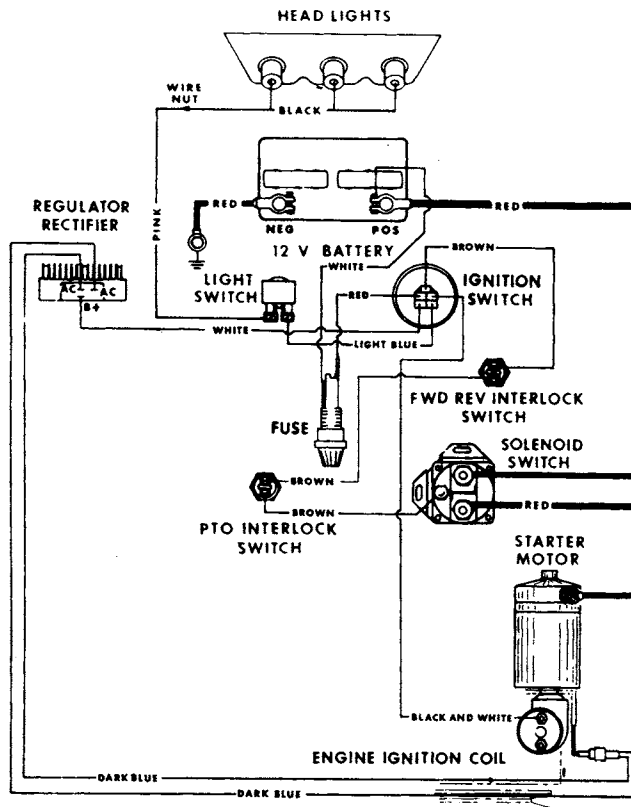 HEAD LIGHTS
WIRE
NUT
BLACK
REGULATOR
RECTIFIER
RED
NEG
POS
RED
PINK
12 V BATTERY
BROWN
WHITE
LIGHT
SWITCH
RED
IGNITION
SWITCH
AC
AC
B+
WHITE
LIGHT BLUE
FWD REV INTERLOCK
SWITCH
FUSE
SOLENOID
SWITCH
BROWN
BROWN
RED
PTO INTERLOCK
SWITCH
STARTER
MOTOR
BLACK AND WHITE
ENGINE IGNITION COIL
DARK BLUE
DARK BLUE